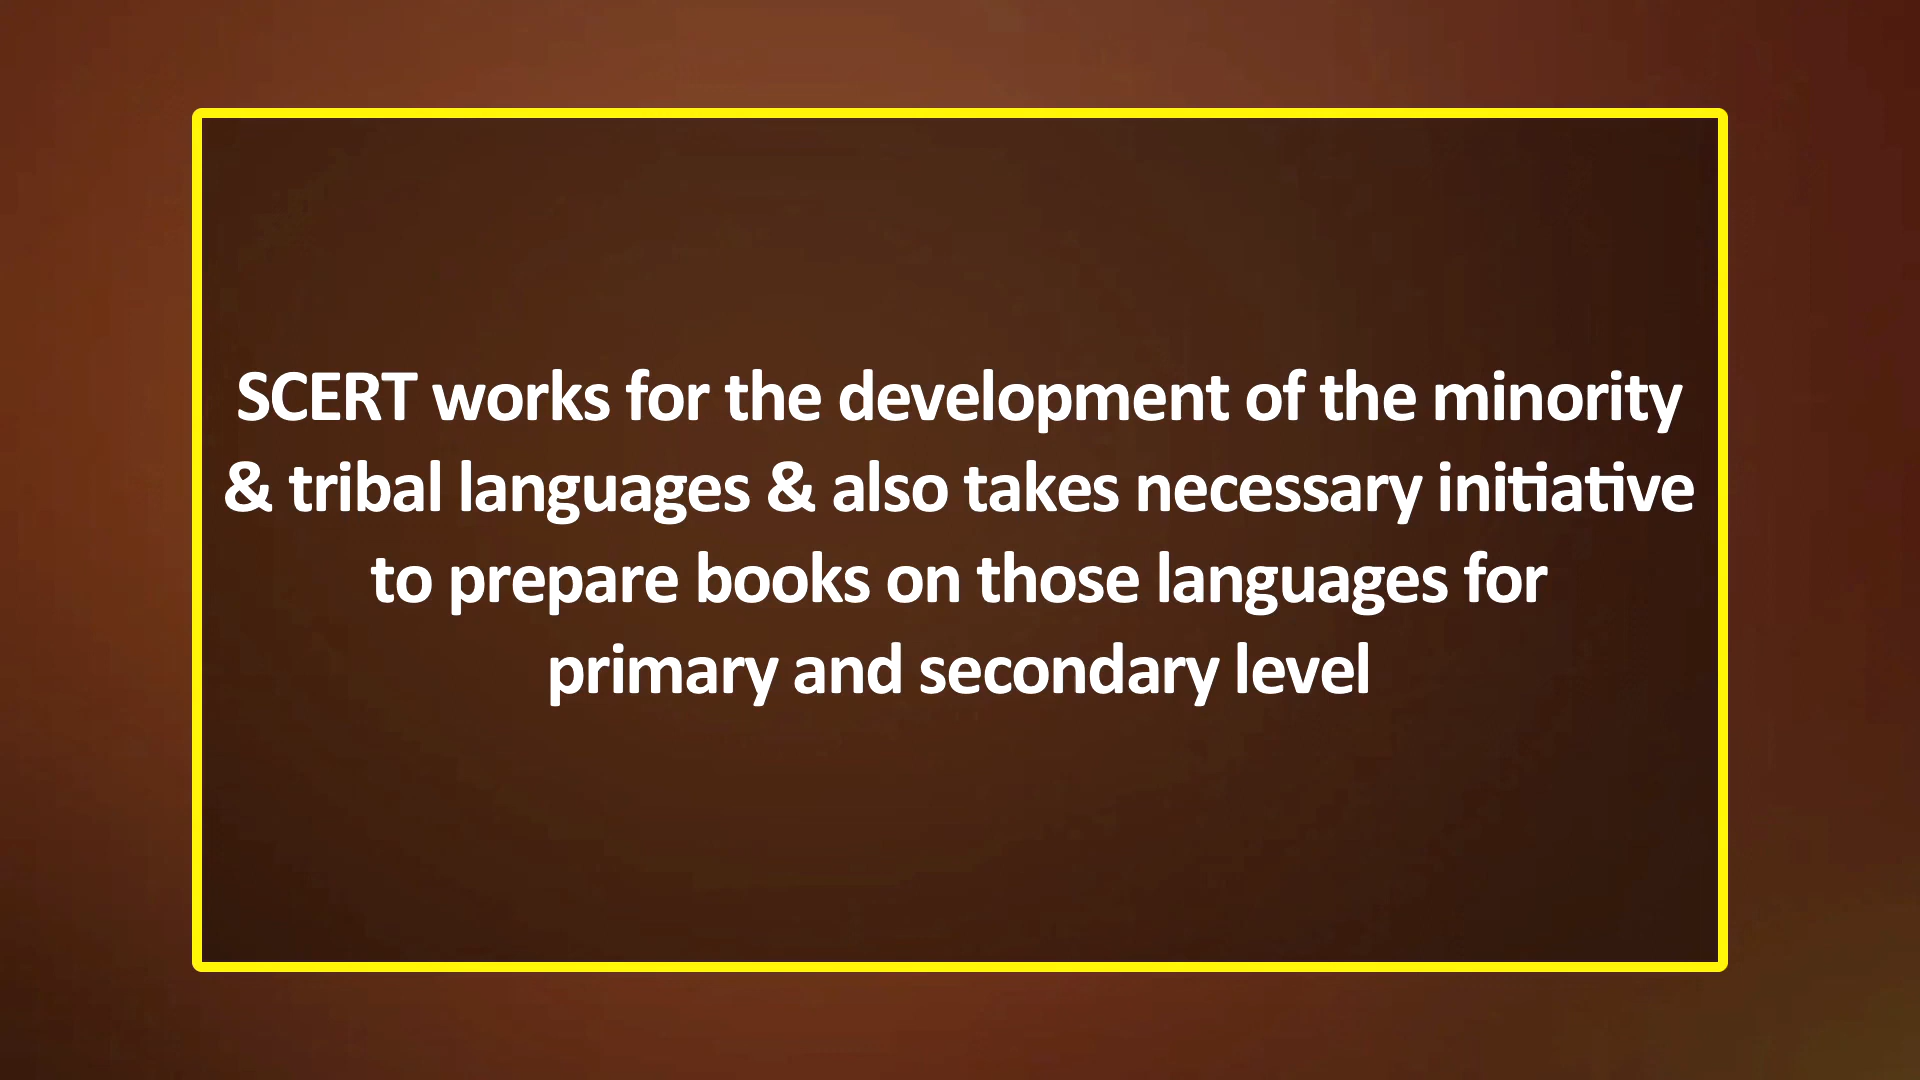 SCERT works for the development of the minority
& tribal languages & also takes necessary initiative
to prepare books on those languages for
primary and secondary level